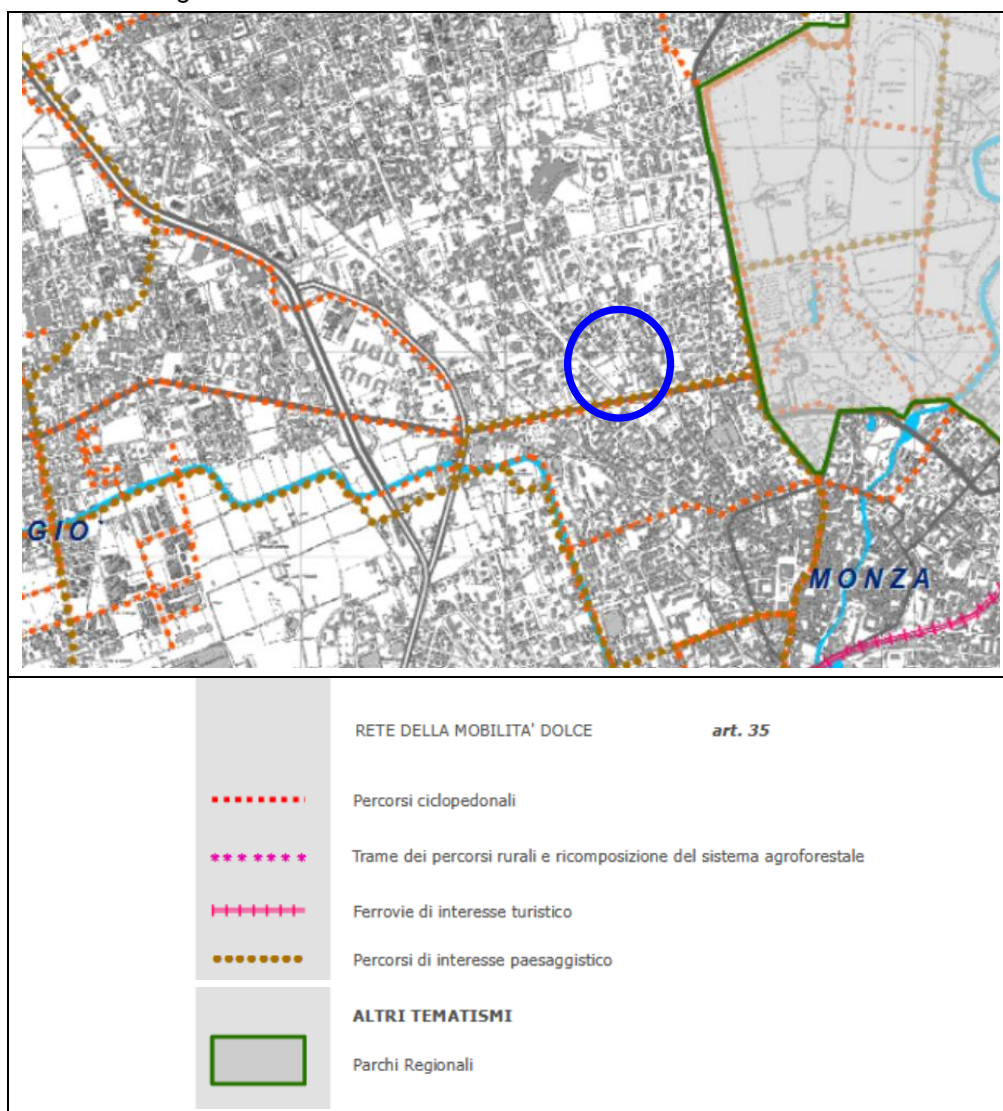 GIO'
MONZA
RETE DELLA MOBILITA' DOLCE art. 35
Percorsi ciclopedonali
Trame dei percorsi rurali e ricomposizione del sistema agroforestale
Ferrovie di interesse turistico
Percorsi di interesse paesaggistico
ALTRI TEMATISMI
Parchi Regionali